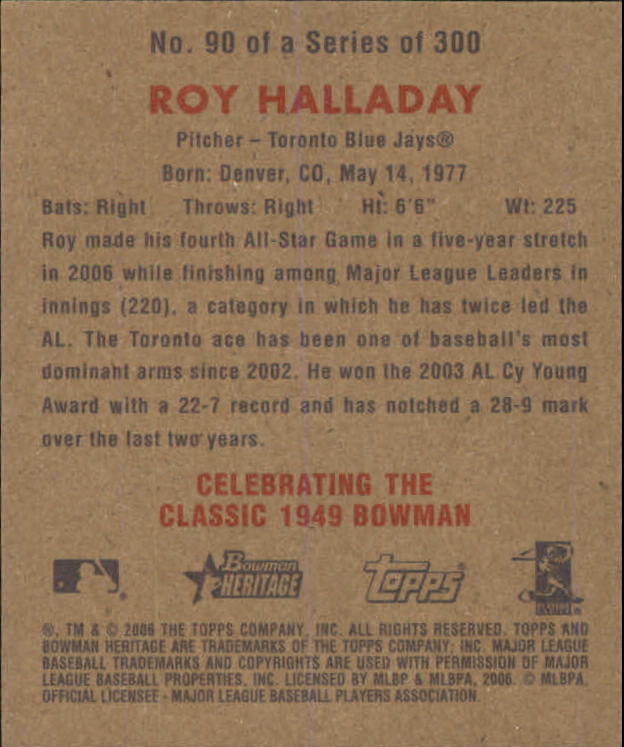 No. 90 of a Series of 300
ROY HALLADAY
Pitcher – Toronto Blue Jays®
Born: Denver, CO, May 14, 1977
Bats: Right Throws: Right Ht: 6'6" Wt: 225
Roy made his fourth All-Star Game in a five-year stretch
in 2006 while finishing among Major League Leaders in
innings (220), a category in which he has twice led the
AL. The Toronto ace has been one of baseball's most
dominant arms since 2002. He won the 2003 AL Cy Young
Award with a 22-7 record and has notched a 28-9 mark
over the last two years.
CELEBRATING THE
CLASSIC 1949 BOWMAN
Bowman
HERITAGE
Topps®
®, TM & © 2006 THE TOPPS COMPANY, INC. ALL RIGHTS RESERVED. TOPPS AND
BOWMAN HERITAGE ARE TRADEMARKS OF THE TOPPS COMPANY, INC. MAJOR LEAGUE
BASEBALL TRADEMARKS AND COPYRIGHTS ARE USED WITH PERMISSION OF MAJOR
LEAGUE BASEBALL PROPERTIES, INC. LICENSED BY MLBP & MLBPA, 2006. © MLBPA,
OFFICIAL LICENSEE - MAJOR LEAGUE BASEBALL PLAYERS ASSOCIATION.